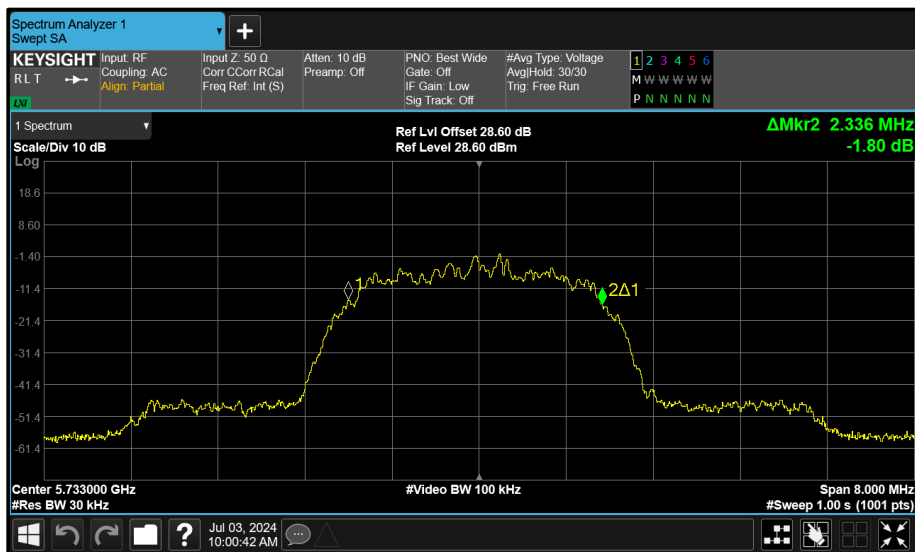 Spectrum Analyzer 1
Swept SA
+
KEYSIGHT
R L T
LXI
Input: RF
Coupling: AC
Align: Partial
Input Z: 50 Ω
Corr CCorr RCal
Freq Ref: Int (S)
Atten: 10 dB
Preamp: Off
PNO: Best Wide
Gate: Off
IF Gain: Low
Sig Track: Off
#Avg Type: Voltage
Avg|Hold: 30/30
Trig: Free Run
1 2 3 4 5 6
M W W W W W
P N N N N N
1 Spectrum
Scale/Div 10 dB
Ref Lvl Offset 28.60 dB
Ref Level 28.60 dBm
ΔMkr2 2.336 MHz
-1.80 dB
Log
18.6
8.60
-1.40
-11.4
-21.4
-31.4
-41.4
-51.4
-61.4
1
2Δ1
Center 5.733000 GHz
#Video BW 100 kHz
Span 8.000 MHz
#Res BW 30 kHz
#Sweep 1.00 s (1001 pts)
?
Jul 03, 2024
10:00:42 AM